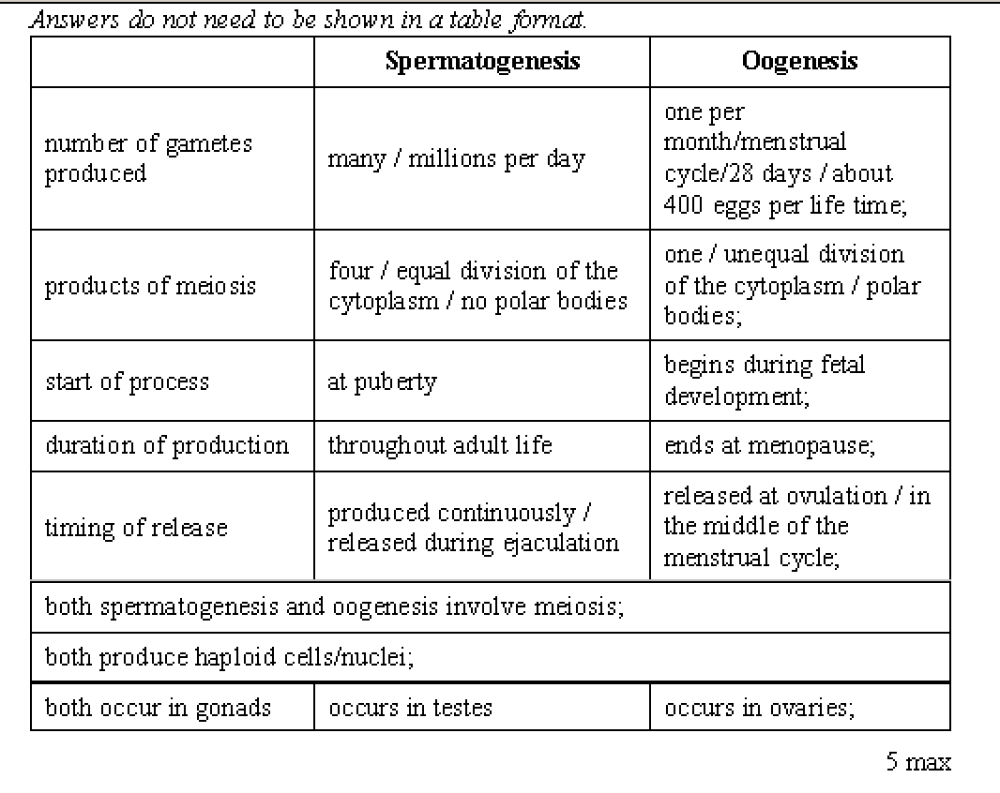 Answers do not need to be shown in a table format.
Spermatogenesis
Oogenesis
number of gametes
produced
many / millions per day
one per
month/menstrual
cycle/28 days / about
400 eggs per life time;
products of meiosis
four / equal division of the
cytoplasm / no polar bodies
one / unequal division
of the cytoplasm / polar
bodies;
start of process
at puberty
begins during fetal
development;
duration of production
throughout adult life
ends at menopause;
timing of release
produced continuously /
released during ejaculation
released at ovulation / in
the middle of the
menstrual cycle;
both spermatogenesis and oogenesis involve meiosis;
both produce haploid cells/nuclei;
both occur in gonads
occurs in testes
occurs in ovaries;
5 max